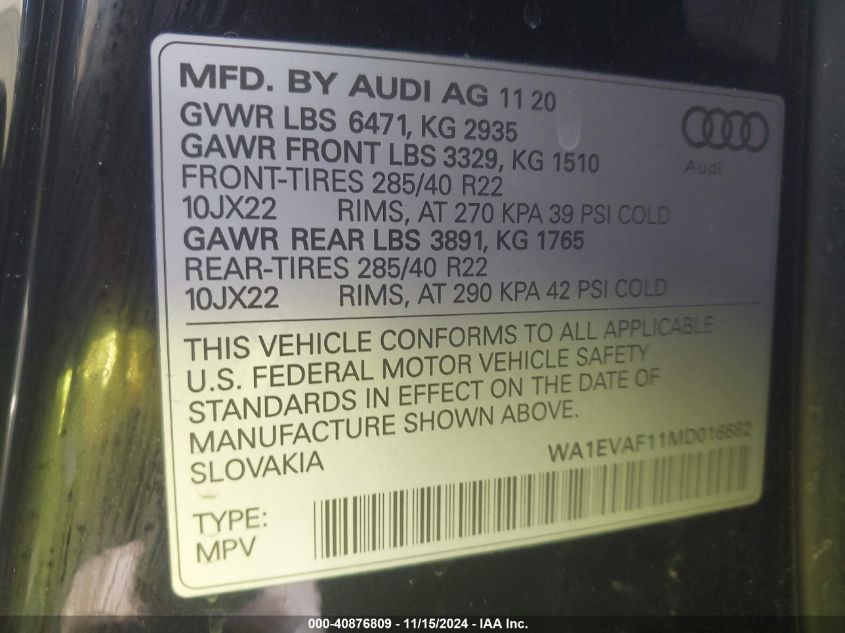 MFD. BY AUDI AG 11 20
GVWR LBS 6471, KG 2935
GAWR FRONT LBS 3329, KG 1510
FRONT-TIRES 285/40 R22
10JX22 RIMS, AT 270 KPA 39 PSI COLD
GAWR REAR LBS 3891, KG 1765
REAR-TIRES 285/40 R22
10JX22 RIMS, AT 290 KPA 42 PSI COLD
Audi
THIS VEHICLE CONFORMS TO ALL APPLICABLE
U.S. FEDERAL MOTOR VEHICLE SAFETY
STANDARDS IN EFFECT ON THE DATE OF
MANUFACTURE SHOWN ABOVE.
SLOVAKIA
WA1EVAF11MD016682
TYPE:
MPV
000-40876809 - 11/15/2024 - IAA Inc.